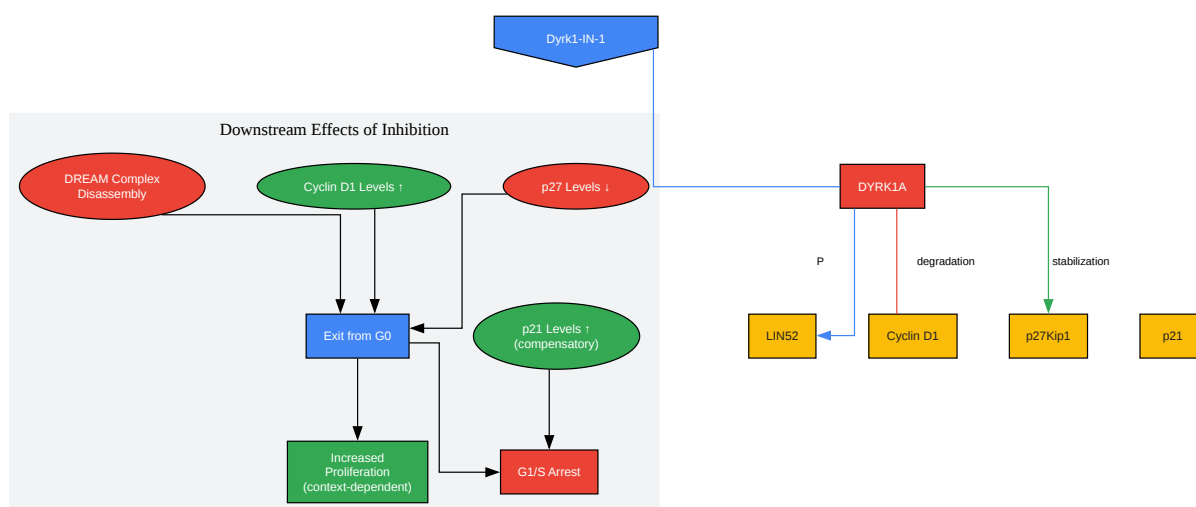 Dyrk1-IN-1
Downstream Effects of Inhibition
DREAM Complex
Disassembly
Cyclin D1 Levels ↑
p27 Levels ↓
DYRK1A
P
degradation
stabilization
Exit from G0
p21 Levels ↑
(compensatory)
LIN52
Cyclin D1
p27Kip1
p21
Increased
Proliferation
(context-dependent)
G1/S Arrest